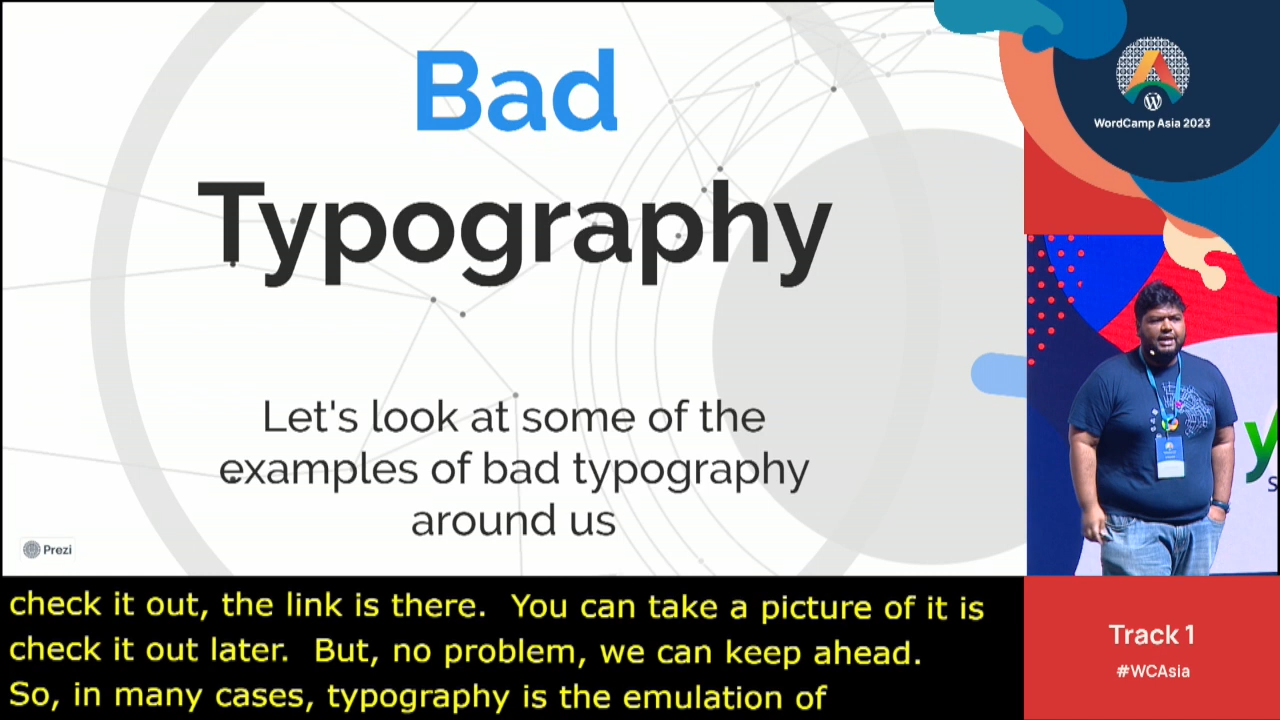 Bad
Typography
Let's look at some of the
examples of bad typography
around us
Prezi
check it out, the link is there.  You can take a picture of it is
check it out later.  But, no problem, we can keep ahead.
So, in many cases, typography is the emulation of
WordCamp Asia 2023
Track 1
#WCAsia